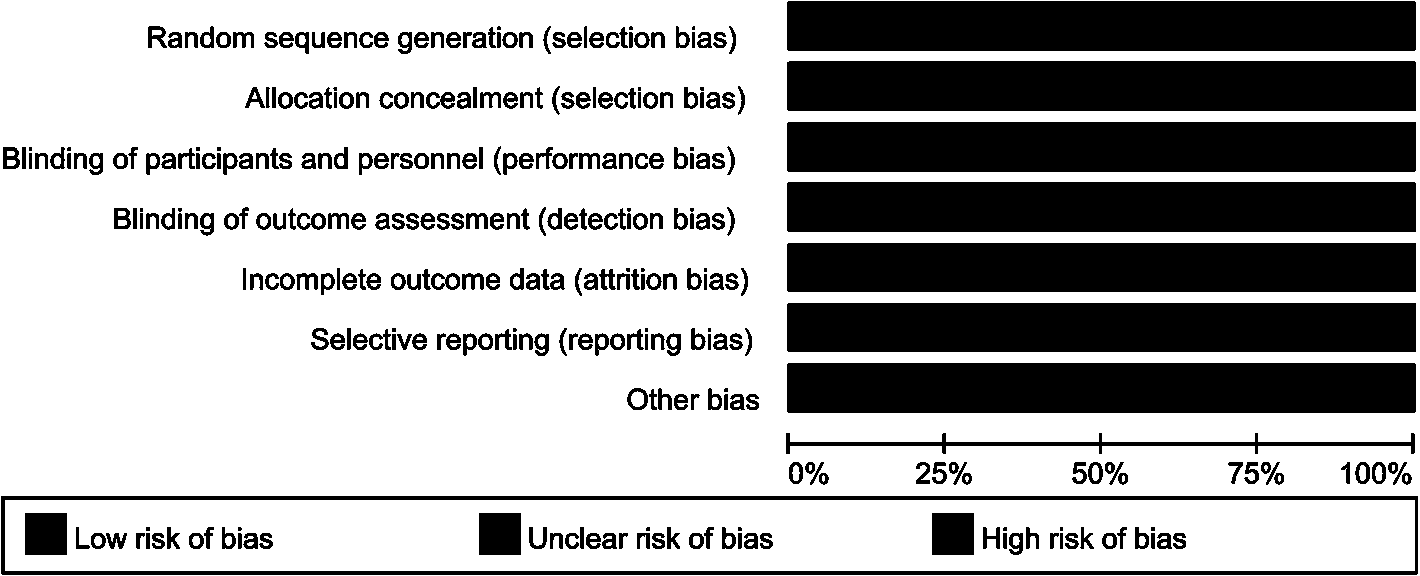 Random sequence generation (selection bias)
Allocation concealment (selection bias)
Blinding of participants and personnel (performance bias)
Blinding of outcome assessment (detection bias)
Incomplete outcome data (attrition bias)
Selective reporting (reporting bias)
Other bias
0% 25% 50% 75% 100%
Low risk of bias Unclear risk of bias High risk of bias